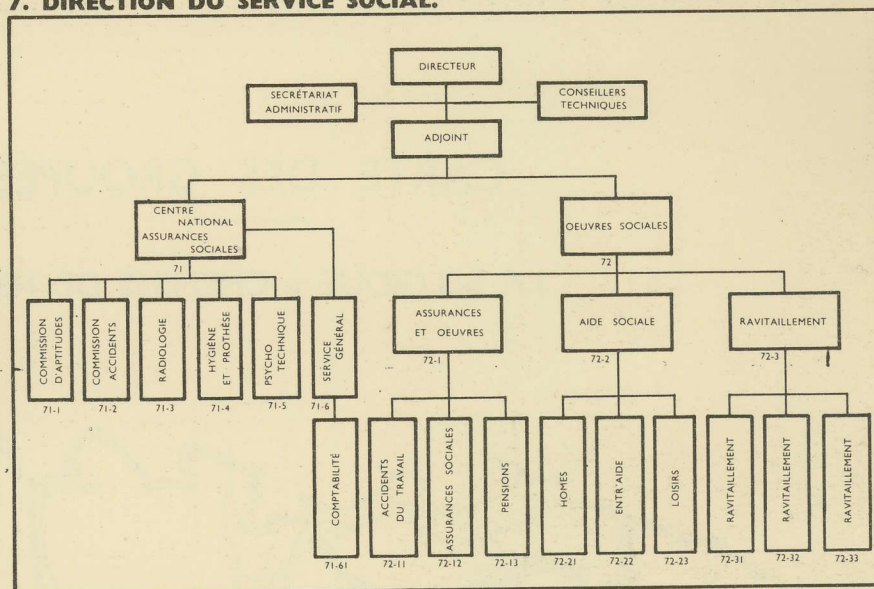 7. DIRECTION DU SERVICE SOCIAL.
DIRECTEUR
SECRÉTARIAT
ADMINISTRATIF
CONSEILLERS
TECHNIQUES
ADJOINT
CENTRE
NATIONAL
ASSURANCES
SOCIALES
71
OEUVRES SOCIALES
72
COMMISSION
D'APTITUDES
71-1
COMMISSION
ACCIDENTS
71-2
RADIOLOGIE
71-3
HYGIÈNE
ET PROTHÈSE
71-4
PSYCHO
TECHNIQUE
71-5
SERVICE
GÉNÉRAL
71-6
ASSURANCES
ET OEUVRES
72-1
AIDE SOCIALE
72-2
RAVITAILLEMENT
72-3
COMPTABILITÉ
71-61
ACCIDENTS
DU TRAVAIL
72-11
ASSURANCES SOCIALES
72-12
PENSIONS
72-13
HOMES
72-21
ENTR'AIDE
72-22
LOISIRS
72-23
RAVITAILLEMENT
72-31
RAVITAILLEMENT
72-32
RAVITAILLEMENT
72-33